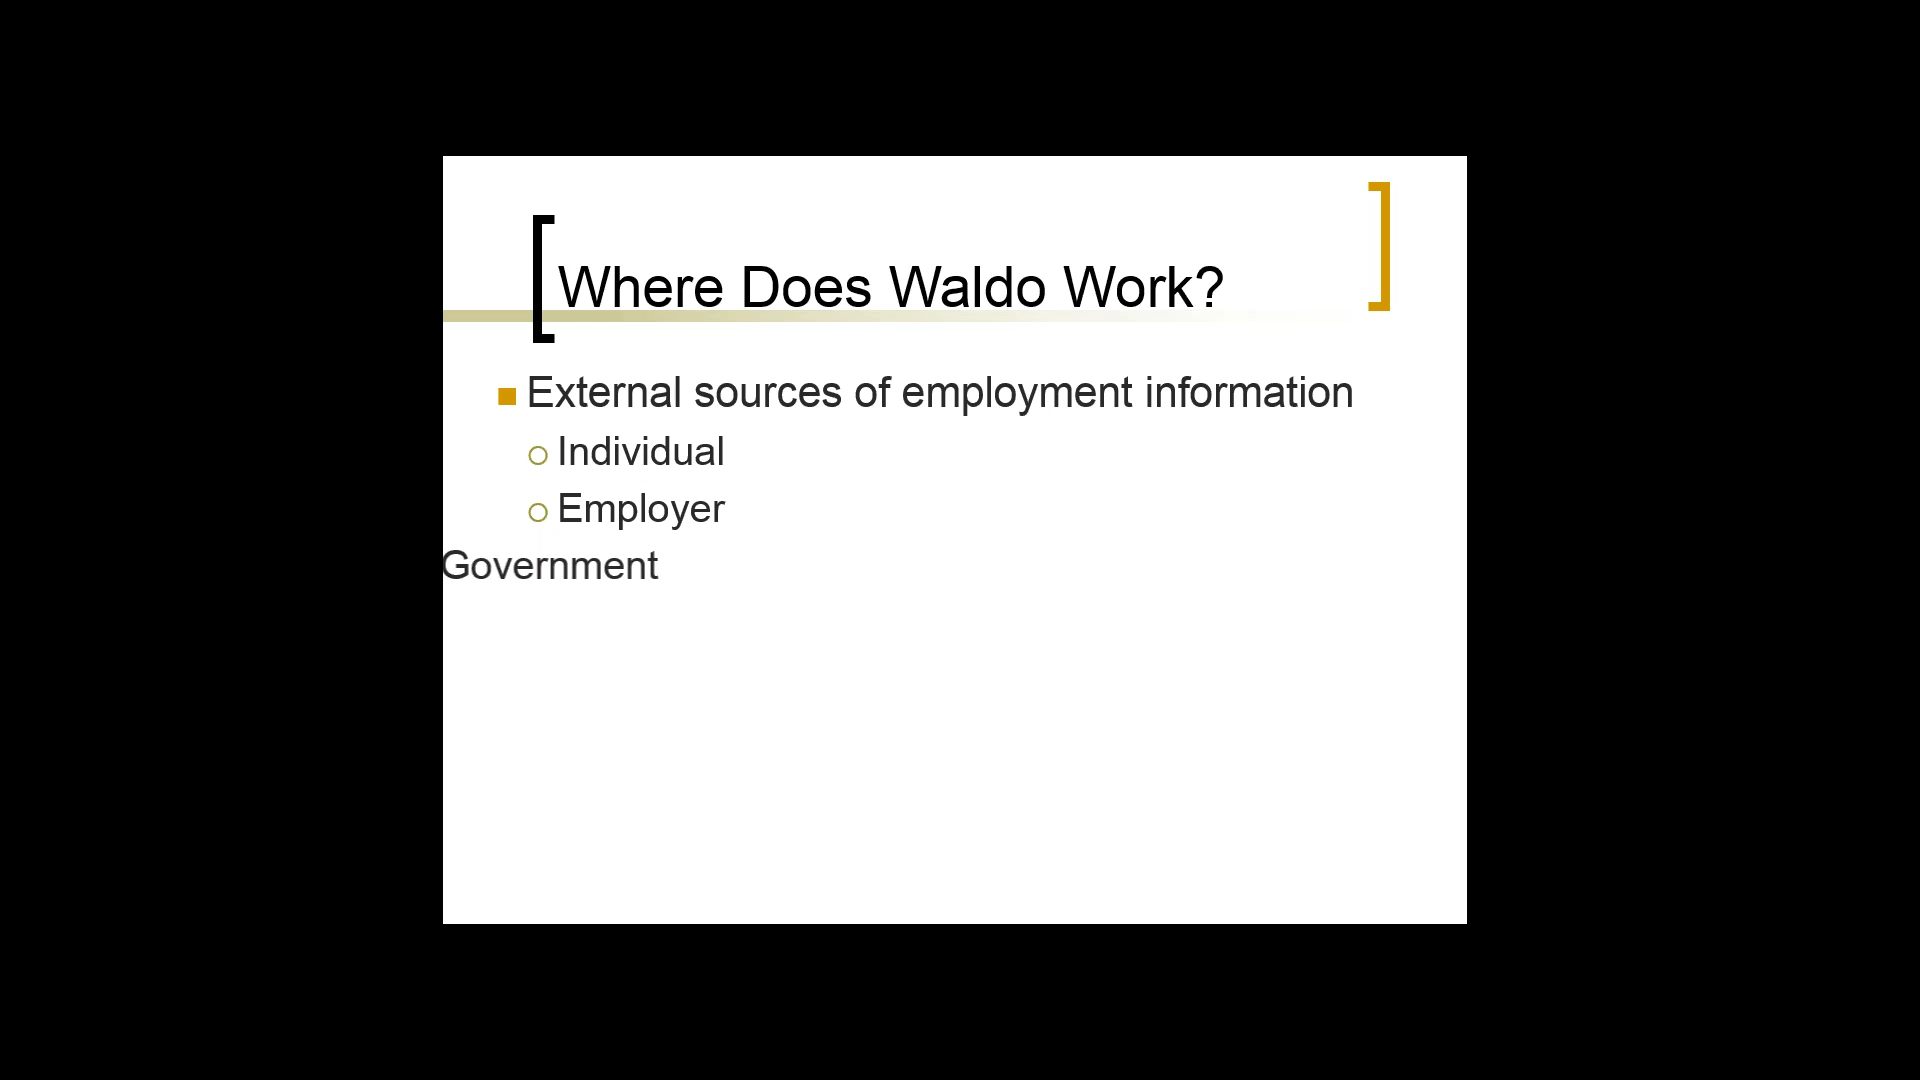 Where Does Waldo Work?
External sources of employment information
Individual
Employer
Government